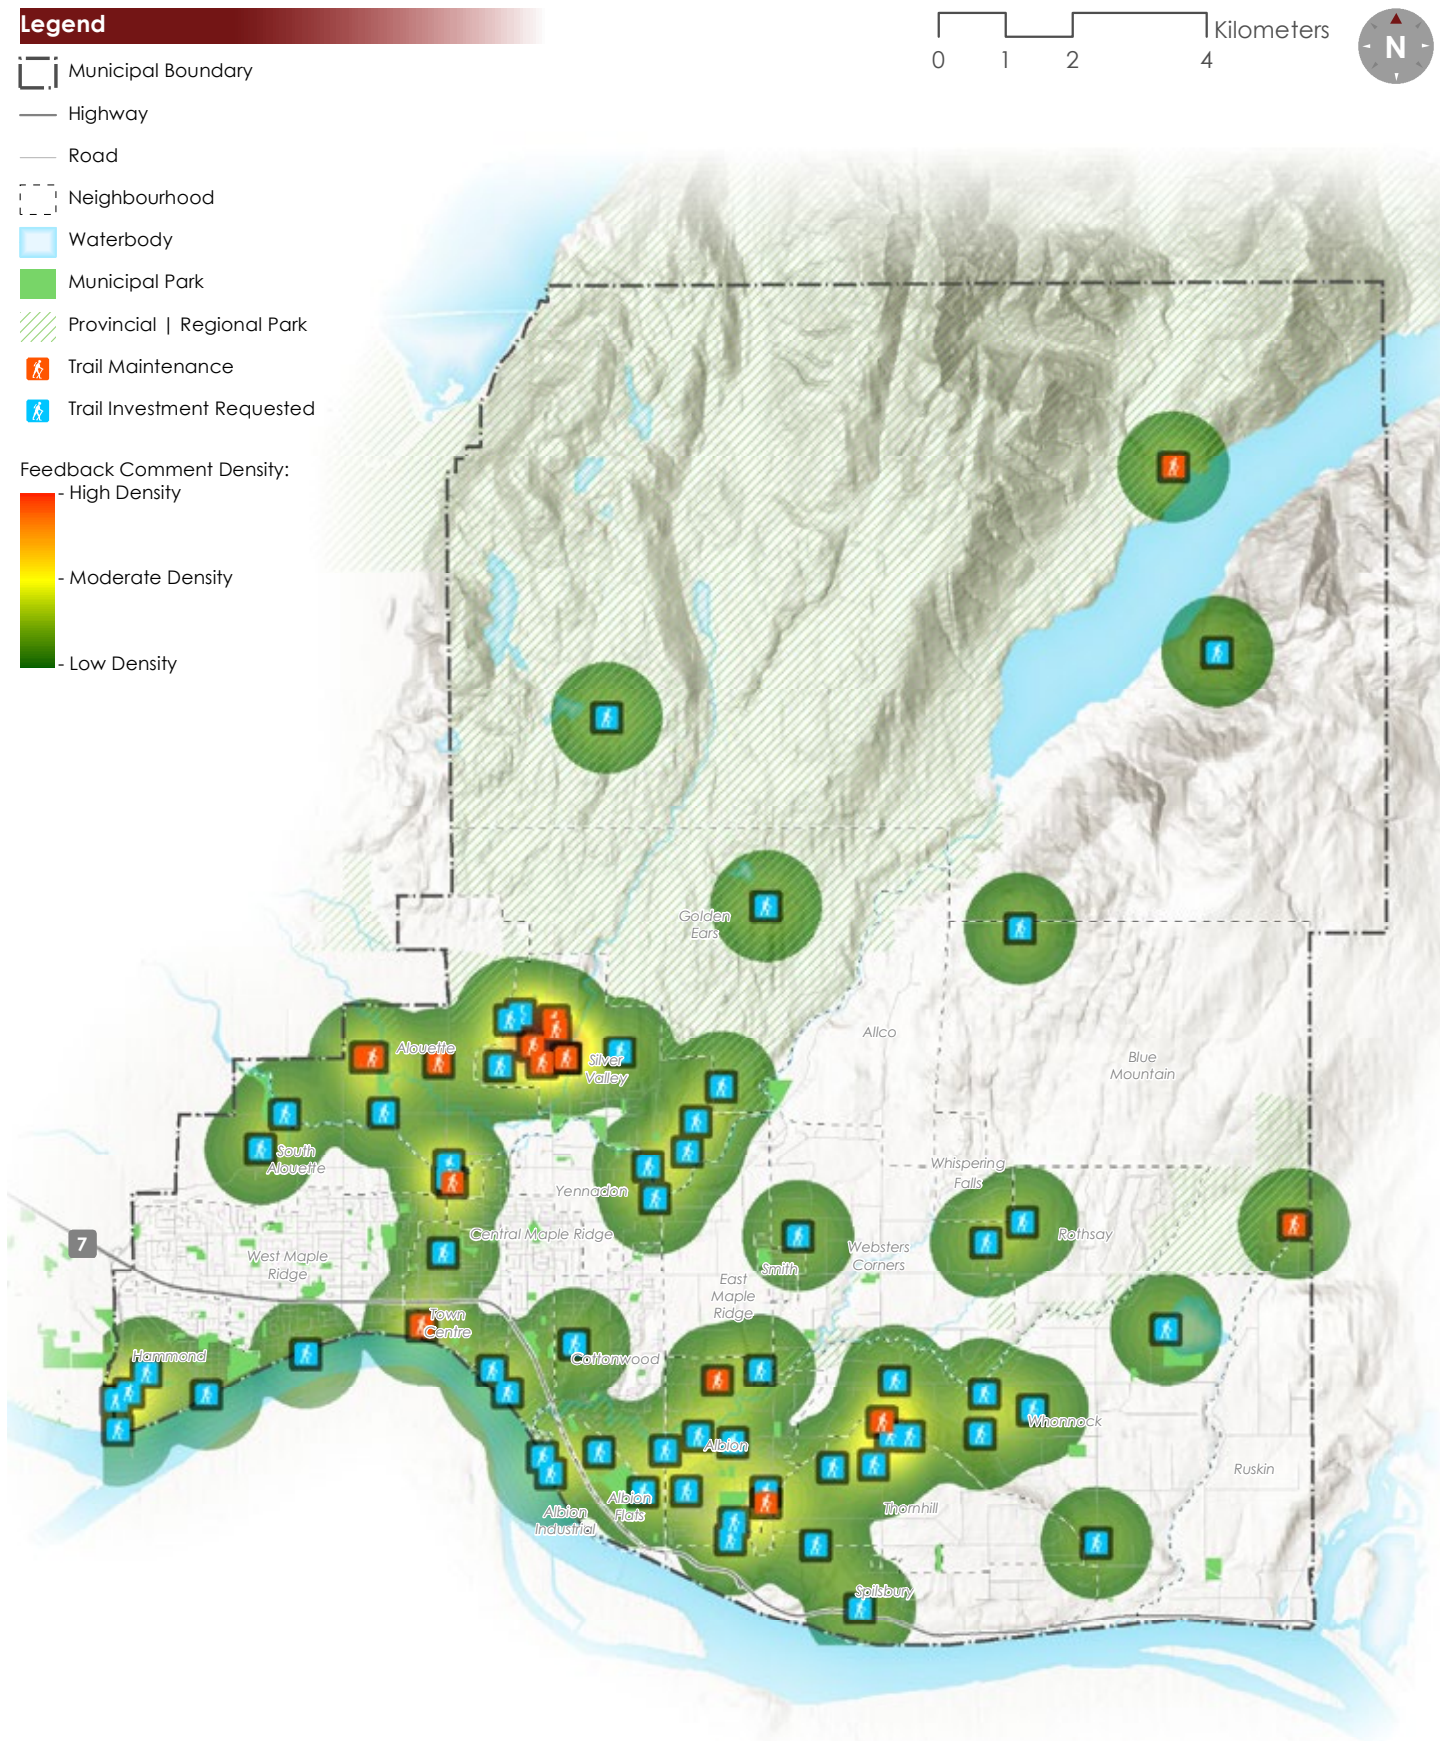 Legend
Municipal Boundary
Highway
Road
Neighbourhood
Waterbody
Municipal Park
Provincial | Regional Park
Trail Maintenance
Trail Investment Requested
Feedback Comment Density:
- High Density
- Moderate Density
- Low Density
Kilometers
0 1 2 4
N
Golden
Ears
Allco
Blue
Mountain
Alouette
Silver
Valley
South
Alouette
Yennadon
Whispering
Falls
7
West Maple
Ridge
Central Maple Ridge
Rothsay
Websters
Corners
Smith
East
Maple
Ridge
Town
Centre
Hammond
Cottonwood
Whonnock
Albion
Ruskin
Albion
Flats
Albion
Industrial
Thornhill
Spilsbury